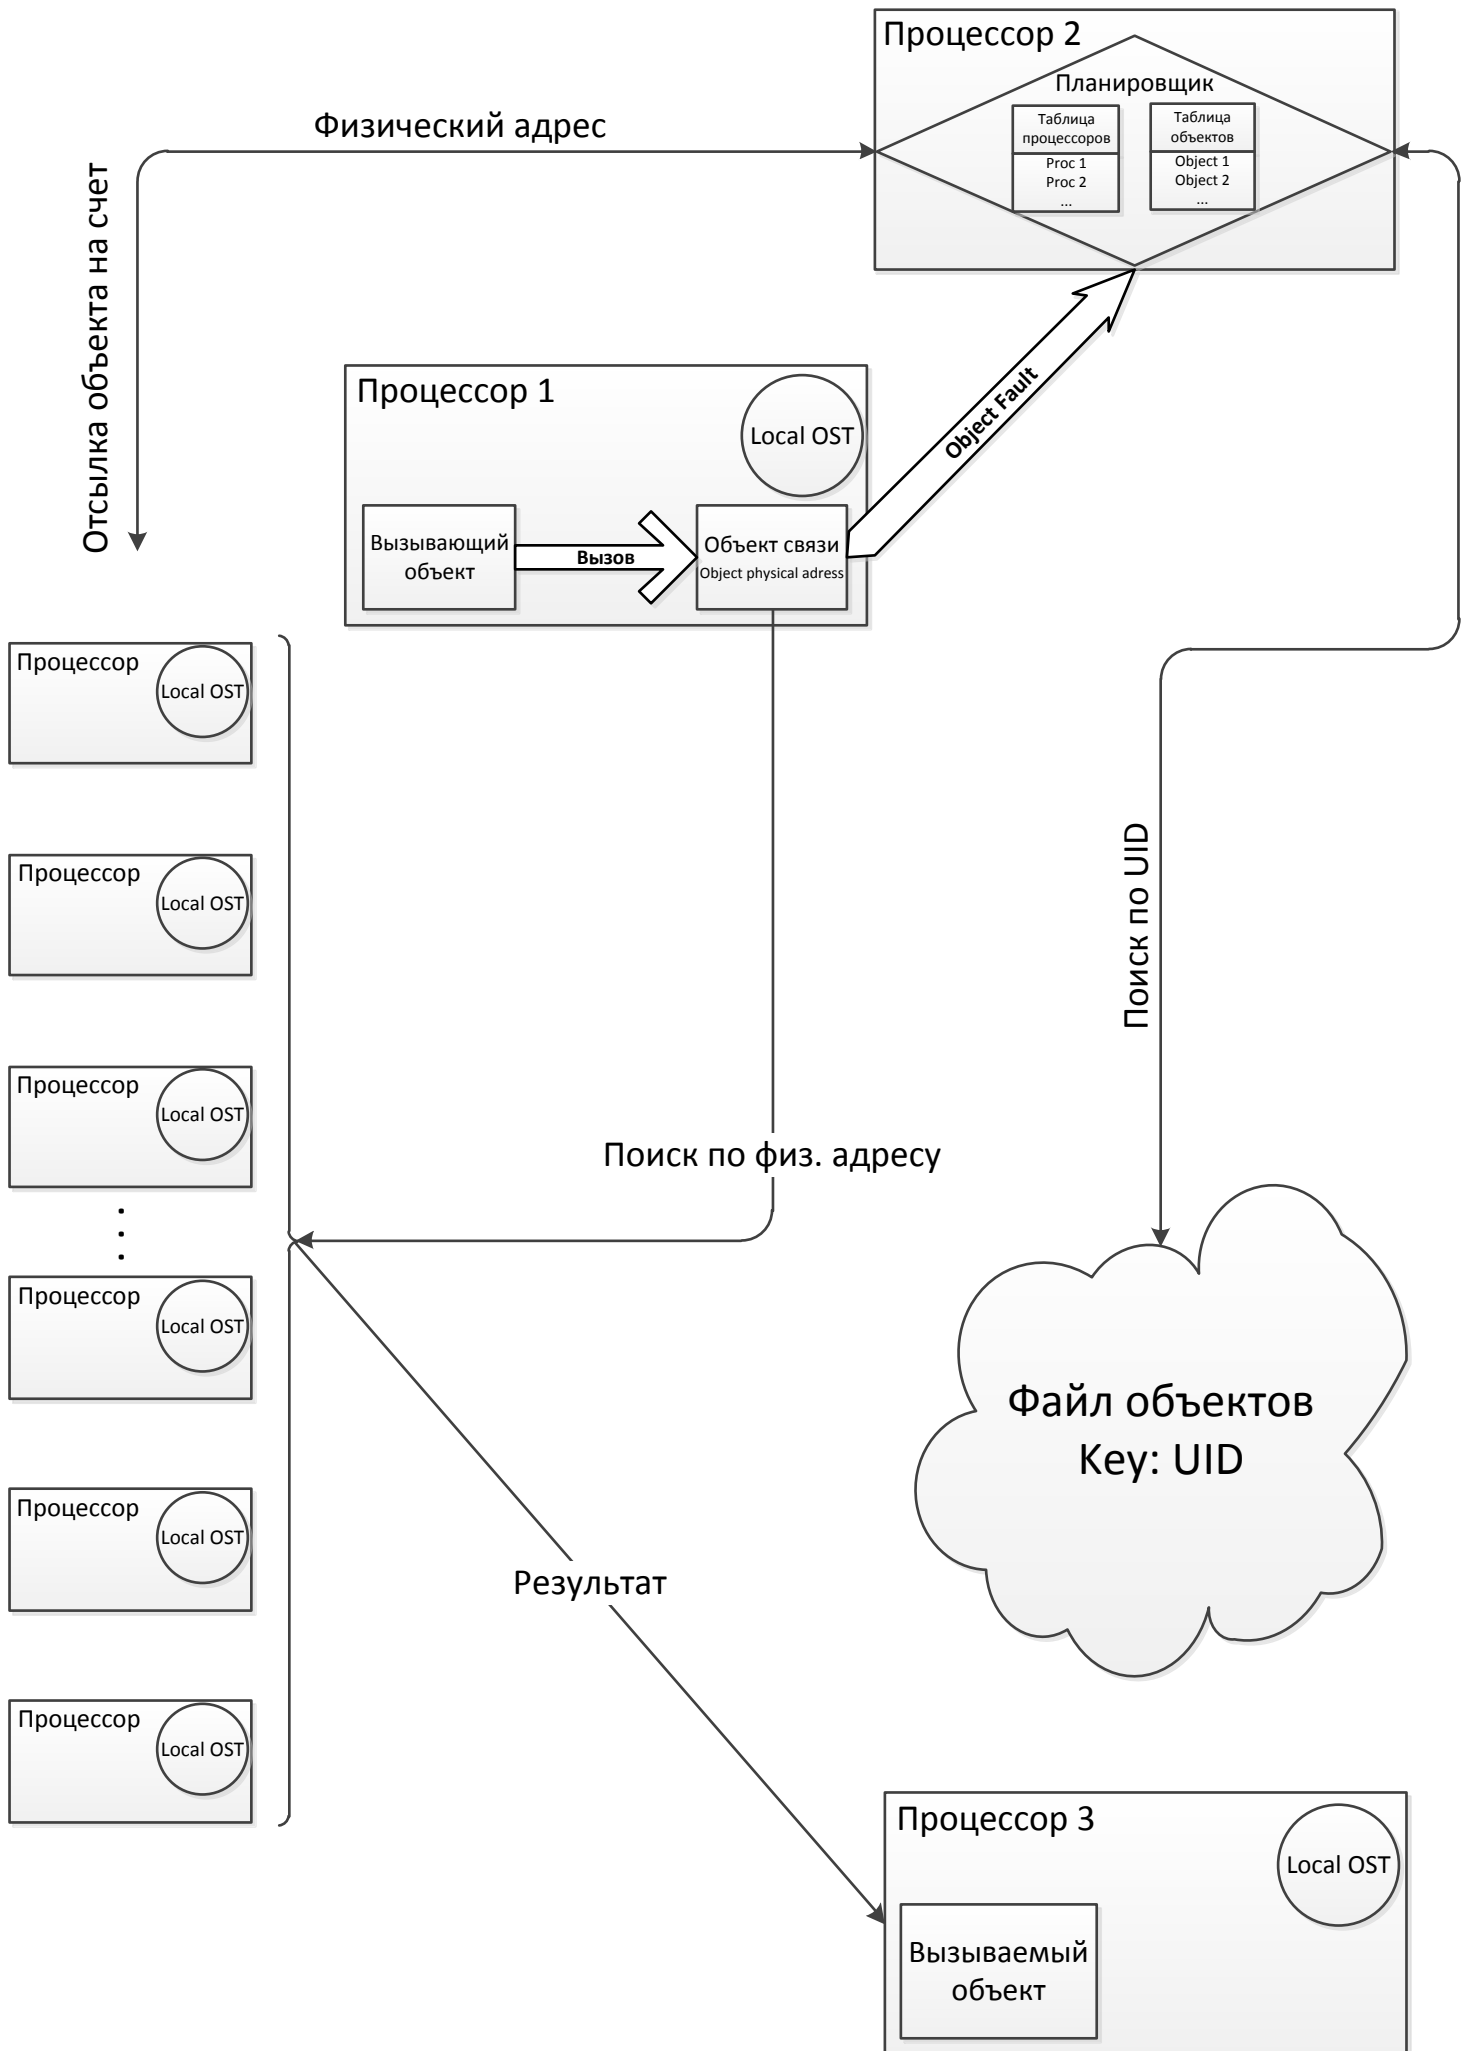 Процессор 2
Планировщик
Таблица
процессоров
Proc 1
Proc 2
...
Таблица
объектов
Object 1
Object 2
...
Физический адрес
Отсылка объекта на счет
Процессор 1
Local OST
Object Fault
Вызывающий
объект
Вызов
Объект связи
Object physical adress
Процессор
Local OST
Процессор
Local OST
Поиск по UID
Процессор
Local OST
Поиск по физ. адресу
Процессор
Local OST
Файл объектов
Key: UID
Процессор
Local OST
Результат
Процессор
Local OST
Процессор 3
Local OST
Вызываемый
объект